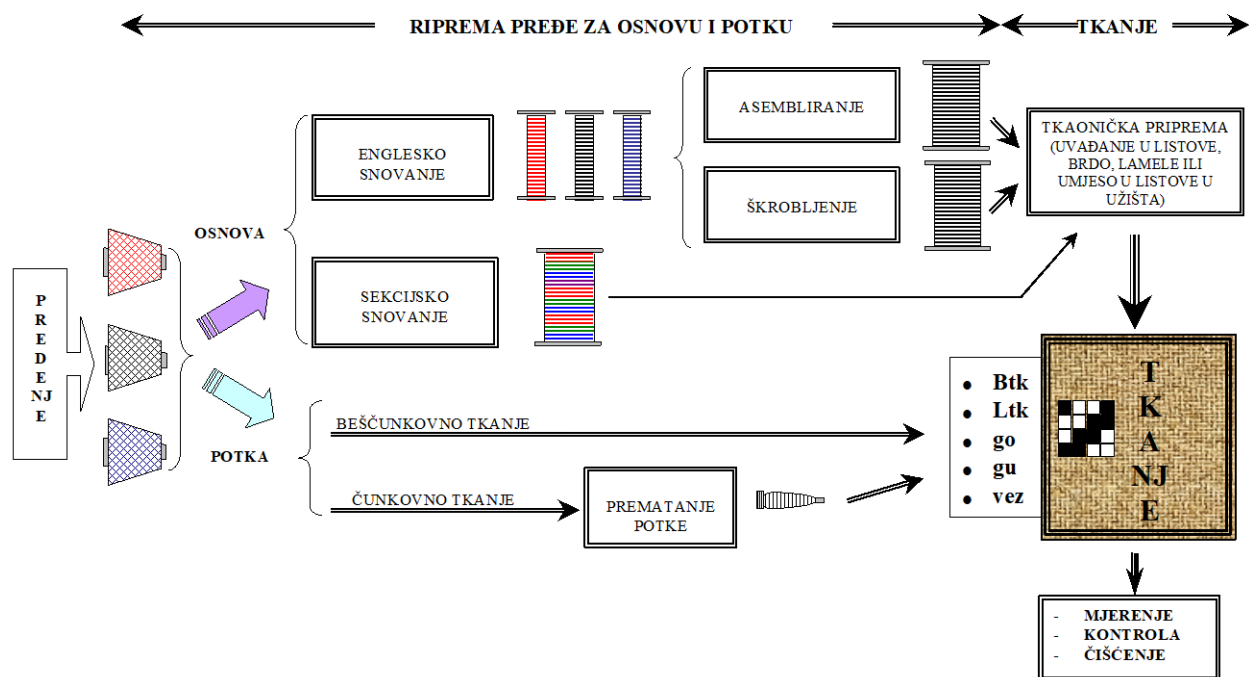 RIPREMA PREĐE ZA OSNOVU I POTKU
TKANJE
PREDENJE
OSNOVA
ENGLESKO
SNOVANJE
SEKCIJSKO
SNOVANJE
ASEMBLIRANJE
ŠKROBLJENJE
TKAONIČKA PRIPREMA
(UVAĐANJE U LISTOVE,
BRDO, LAMELE ILI
UMJESO U LISTOVE U
UŽIŠTA)
POTKA
BEŠČUNKOVNO TKANJE
ČUNKOVNO TKANJE
PREMATANJE
POTKE
• Btk
• Ltk
• go
• gu
• vez
TKANJE
- MJERENJE
- KONTROLA
- ČIŠĆENJE